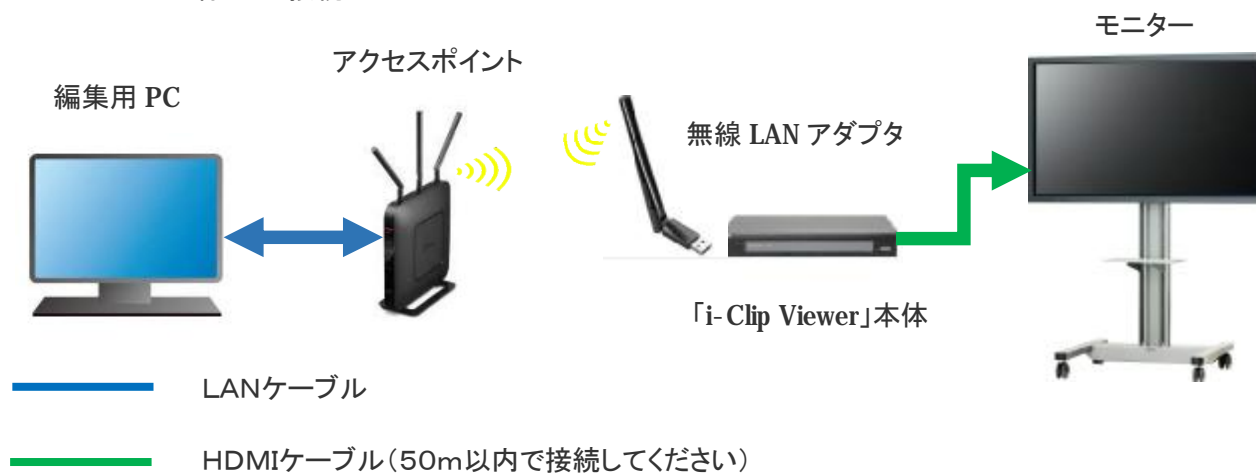 モニター
アクセスポイント
編集用 PC
無線 LAN アダプタ
「i-Clip Viewer」本体
LANケーブル
HDMIケーブル(50m以内で接続してください)